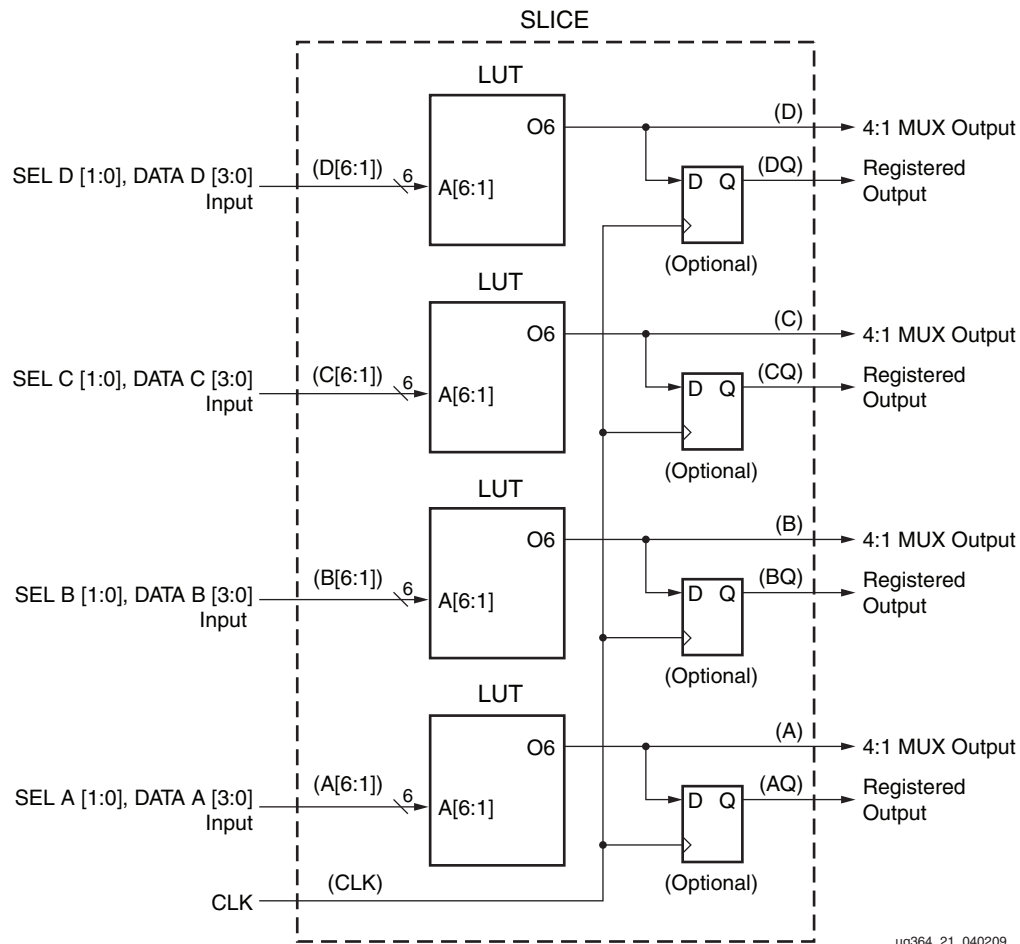 SLICE
LUT
O6
(D)
4:1 MUX Output
SEL D [1:0], DATA D [3:0]
Input
(D[6:1])
6
A[6:1]
D Q
(DQ)
Registered
Output
(Optional)
LUT
O6
(C)
4:1 MUX Output
SEL C [1:0], DATA C [3:0]
Input
(C[6:1])
6
A[6:1]
D Q
(CQ)
Registered
Output
(Optional)
LUT
O6
(B)
4:1 MUX Output
SEL B [1:0], DATA B [3:0]
Input
(B[6:1])
6
A[6:1]
D Q
(BQ)
Registered
Output
(Optional)
LUT
O6
(A)
4:1 MUX Output
SEL A [1:0], DATA A [3:0]
Input
(A[6:1])
6
A[6:1]
D Q
(AQ)
Registered
Output
(Optional)
CLK
(CLK)
ug364_21_040209